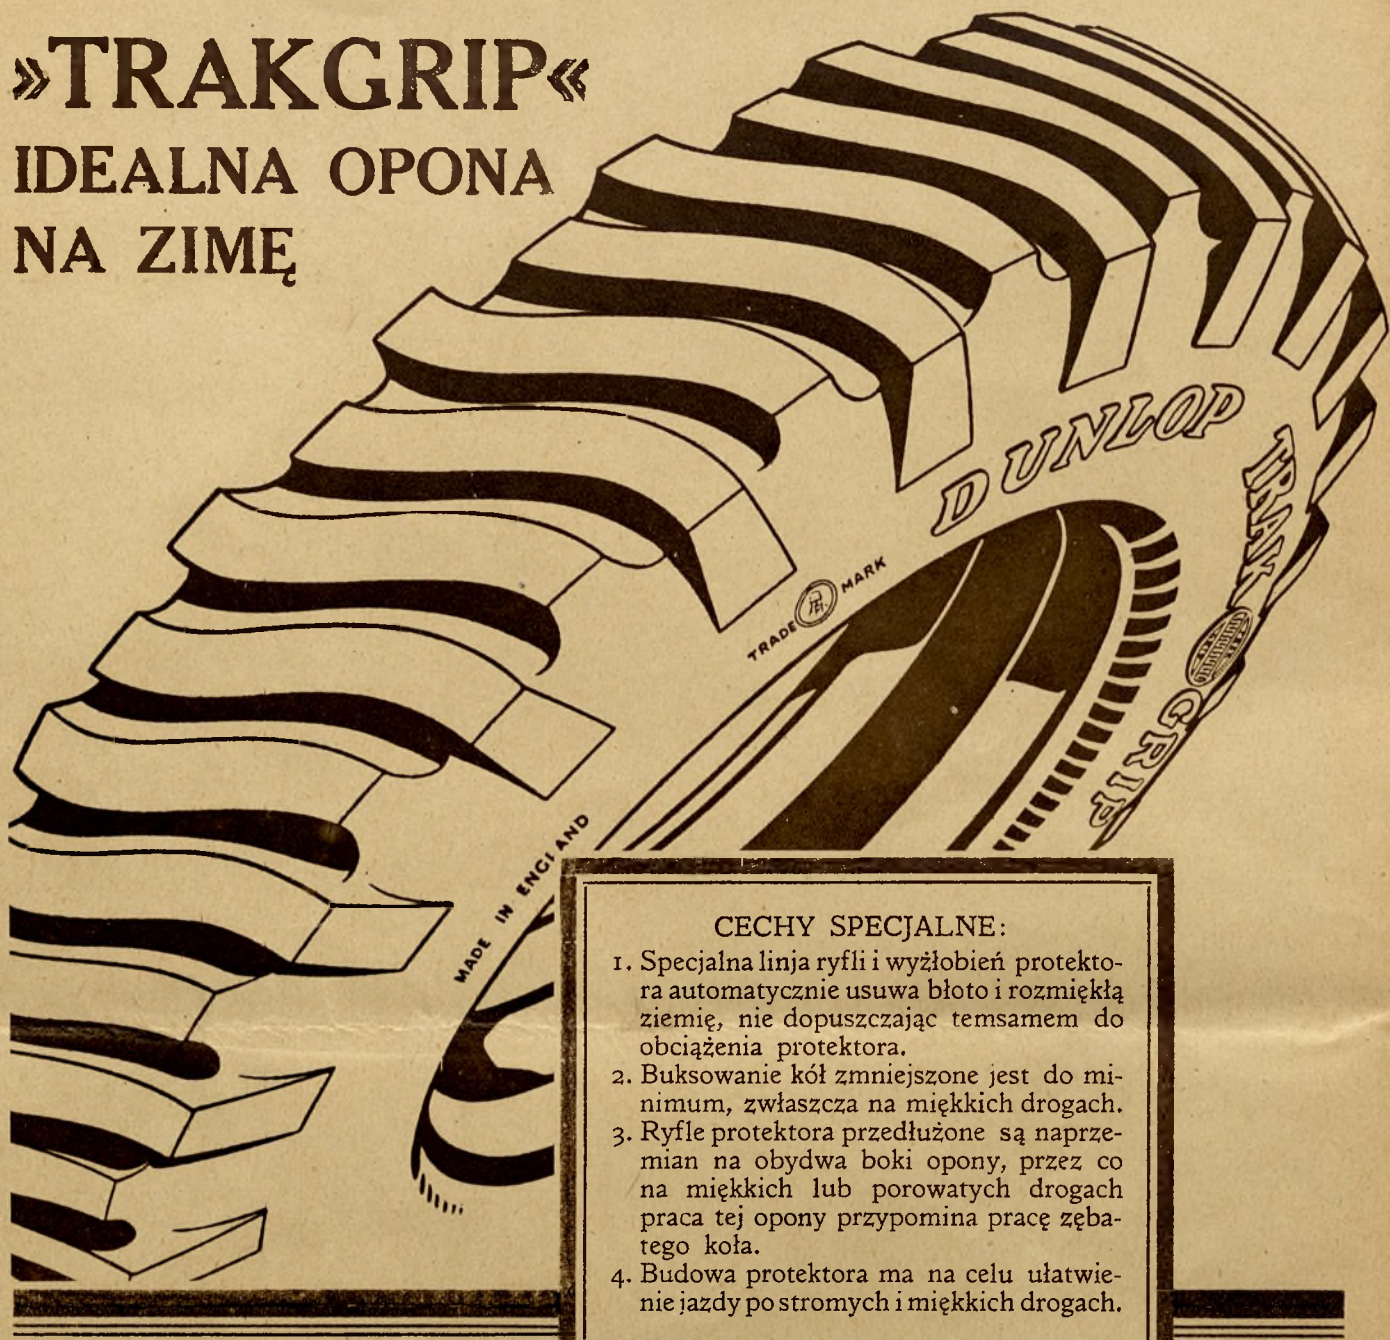 »TRAKGRIP«
IDEALNA OPONA
NA ZIMĘ
DUNLOP
TRAK GRIP
TRADE MARK
MADE IN ENGLAND
CECHY SPECJALNE:
1. Specjalna linja ryfli i wyżłobień protekto-
ra automatycznie usuwa błoto i rozmiękłą
ziemię, nie dopuszczając temsamem do
obciążenia protektora.
2. Buksowanie kół zmniejszone jest do mi-
nimum, zwłaszcza na miękkich drogach.
3. Ryfle protektora przedłużone są naprze-
mian na obydwa boki opony, przez co
na miękkich lub porowatych drogach
praca tej opony przypomina pracę zęba-
tego koła.
4. Budowa protektora ma na celu ułatwie-
nie jazdy po stromych i miękkich drogach.